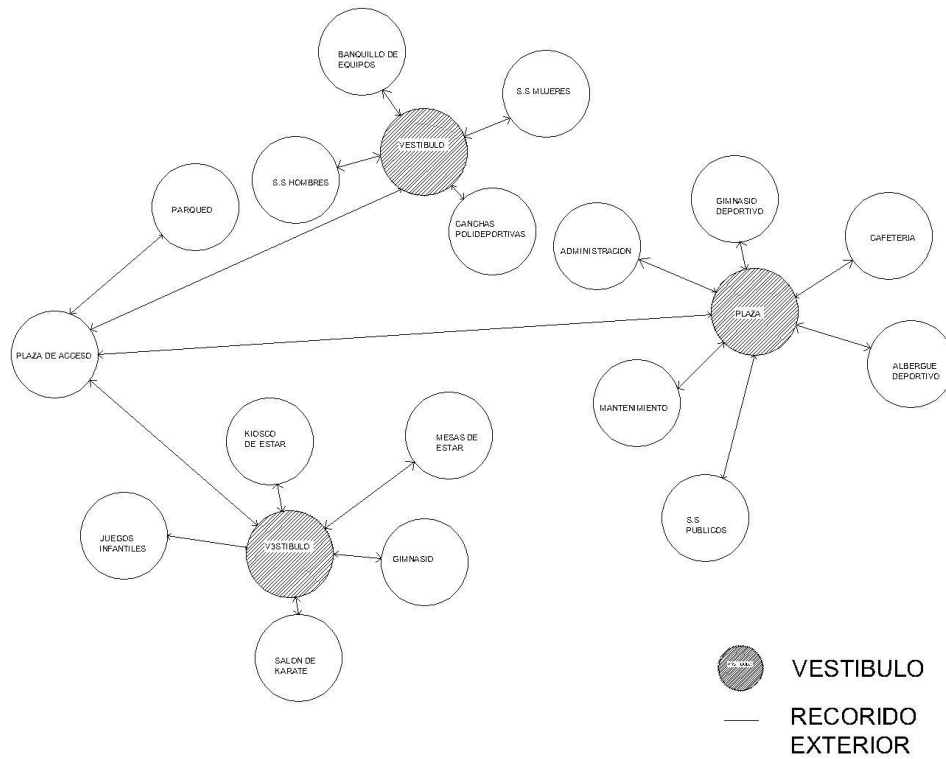 BANQUILLO DE
EQUIPOS
S.S MUJERES
VESTIBULO
S.S HOMBRES
PARQUEO
CANCHAS
POLIDEPORTIVAS
GIMNASIO
DEPORTIVO
ADMINISTRACION
CAFETERIA
PLAZA
PLAZA DE ACCESO
ALBERGUE
DEPORTIVO
MANTENIMIENTO
KIOSCO
DE ESTAR
MESAS DE
ESTAR
S.S
PUBLICOS
JUEGOS
INFANTILES
V3STIBULO
GIMNASIO
SALON DE
KARATE
VESTIBULO
RECORIDO
EXTERIOR